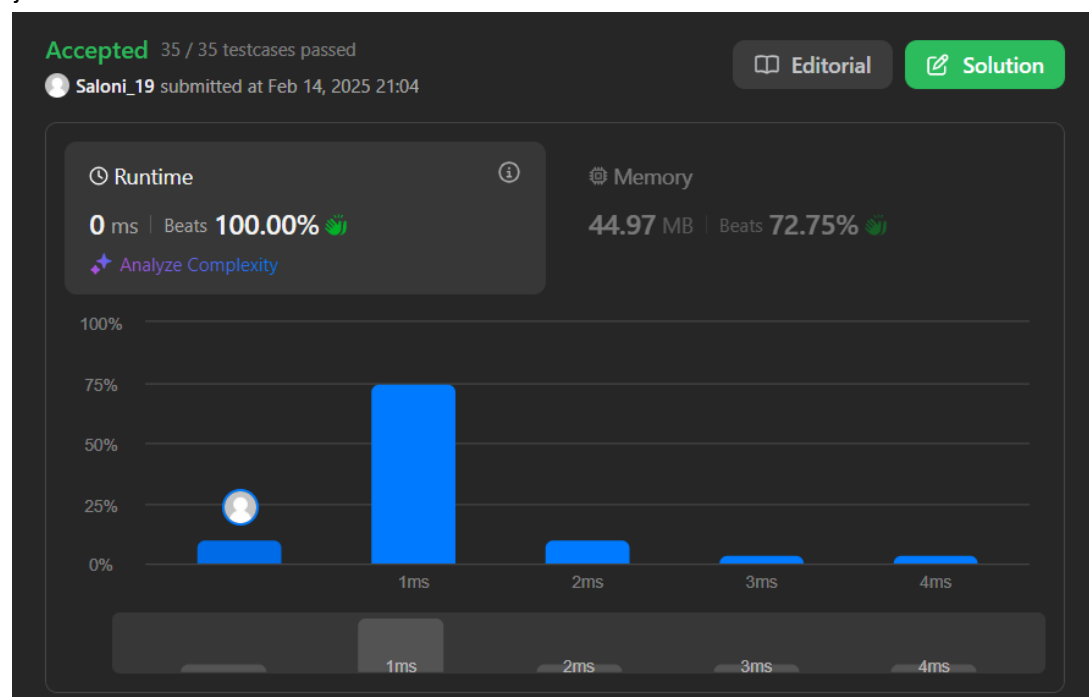 Accepted 35 / 35 testcases passed
Editorial
Solution
Saloni_19 submitted at Feb 14, 2025 21:04
Runtime
0 ms | Beats 100.00%
Analyze Complexity
Memory
44.97 MB | Beats 72.75%
100%
75%
50%
25%
0%
1ms 2ms 3ms 4ms
1ms 2ms 3ms 4ms